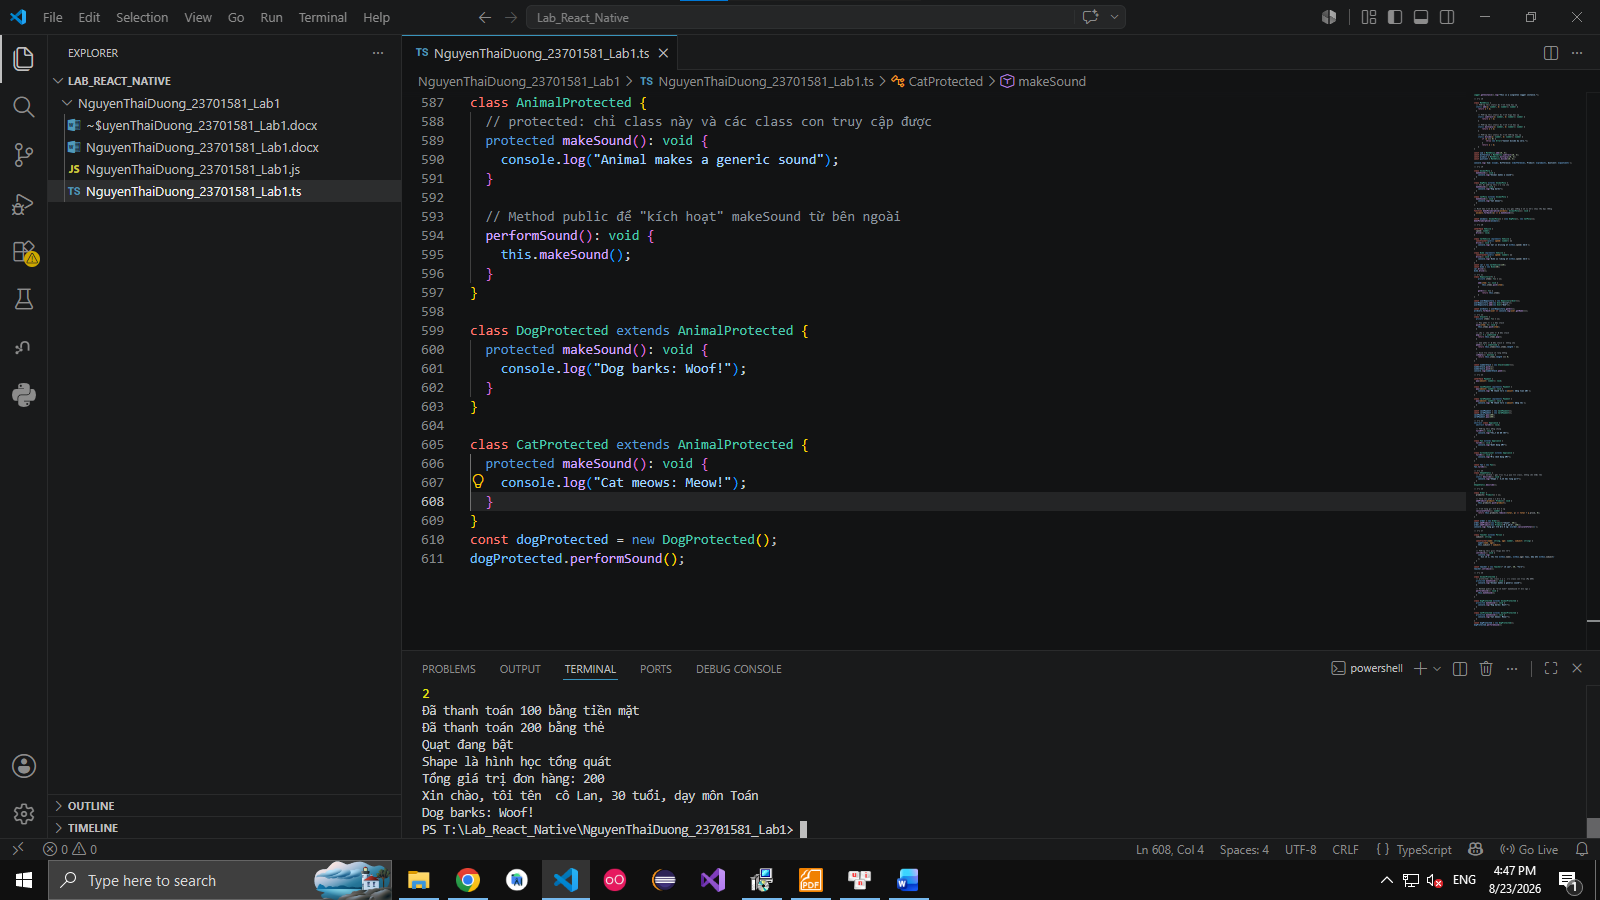 File Edit Selection View Go Run Terminal Help
Lab_React_Native
EXPLORER
LAB_REACT_NATIVE
NguyenThaiDuong_23701581_Lab1
~$uyenThaiDuong_23701581_Lab1.docx
NguyenThaiDuong_23701581_Lab1.docx
JS NguyenThaiDuong_23701581_Lab1.js
TS NguyenThaiDuong_23701581_Lab1.ts
OUTLINE
TIMELINE
TS NguyenThaiDuong_23701581_Lab1.ts
NguyenThaiDuong_23701581_Lab1 > TS NguyenThaiDuong_23701581_Lab1.ts > CatProtected > makeSound
587 class AnimalProtected {
588 // protected: chỉ class này và các class con truy cập được
589 protected makeSound(): void {
590 console.log("Animal makes a generic sound");
591 }
592
593 // Method public để "kích hoạt" makeSound từ bên ngoài
594 performSound(): void {
595 this.makeSound();
596 }
597 }
598
599 class DogProtected extends AnimalProtected {
600 protected makeSound(): void {
601 console.log("Dog barks: Woof!");
602 }
603 }
604
605 class CatProtected extends AnimalProtected {
606 protected makeSound(): void {
607 console.log("Cat meows: Meow!");
608 }
609 }
610 const dogProtected = new DogProtected();
611 dogProtected.performSound();
PROBLEMS OUTPUT TERMINAL PORTS DEBUG CONSOLE
powershell
2
Đã thanh toán 100 bằng tiền mặt
Đã thanh toán 200 bằng thẻ
Quạt đang bật
Shape là hình học tổng quát
Tổng giá trị đơn hàng: 200
Xin chào, tôi tên  cô Lan, 30 tuổi, dạy môn Toán
Dog barks: Woof!
PS T:\Lab_React_Native\NguyenThaiDuong_23701581_Lab1>
0 0
Ln 608, Col 4 Spaces: 4 UTF-8 CRLF {} TypeScript Go Live
Type here to search
ENG
4:47 PM
8/23/2026
1